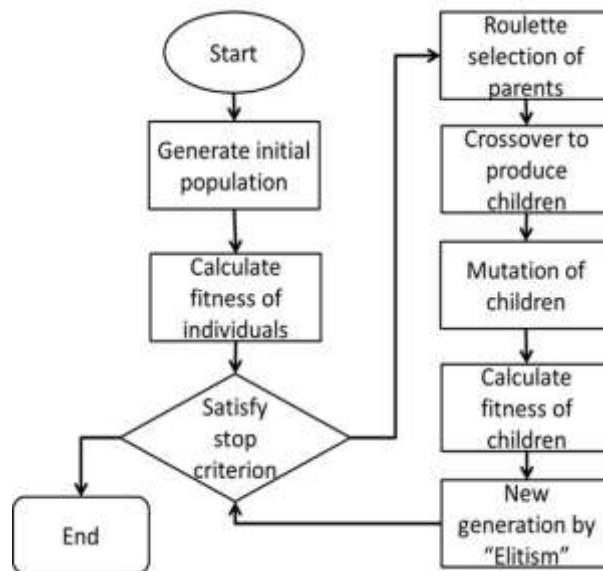 Start
Generate initial
population
Calculate
fitness of
individuals
Satisfy
stop
criterion
End
Roulette
selection of
parents
Crossover to
produce
children
Mutation of
children
Calculate
fitness of
children
New
generation by
“Elitism”